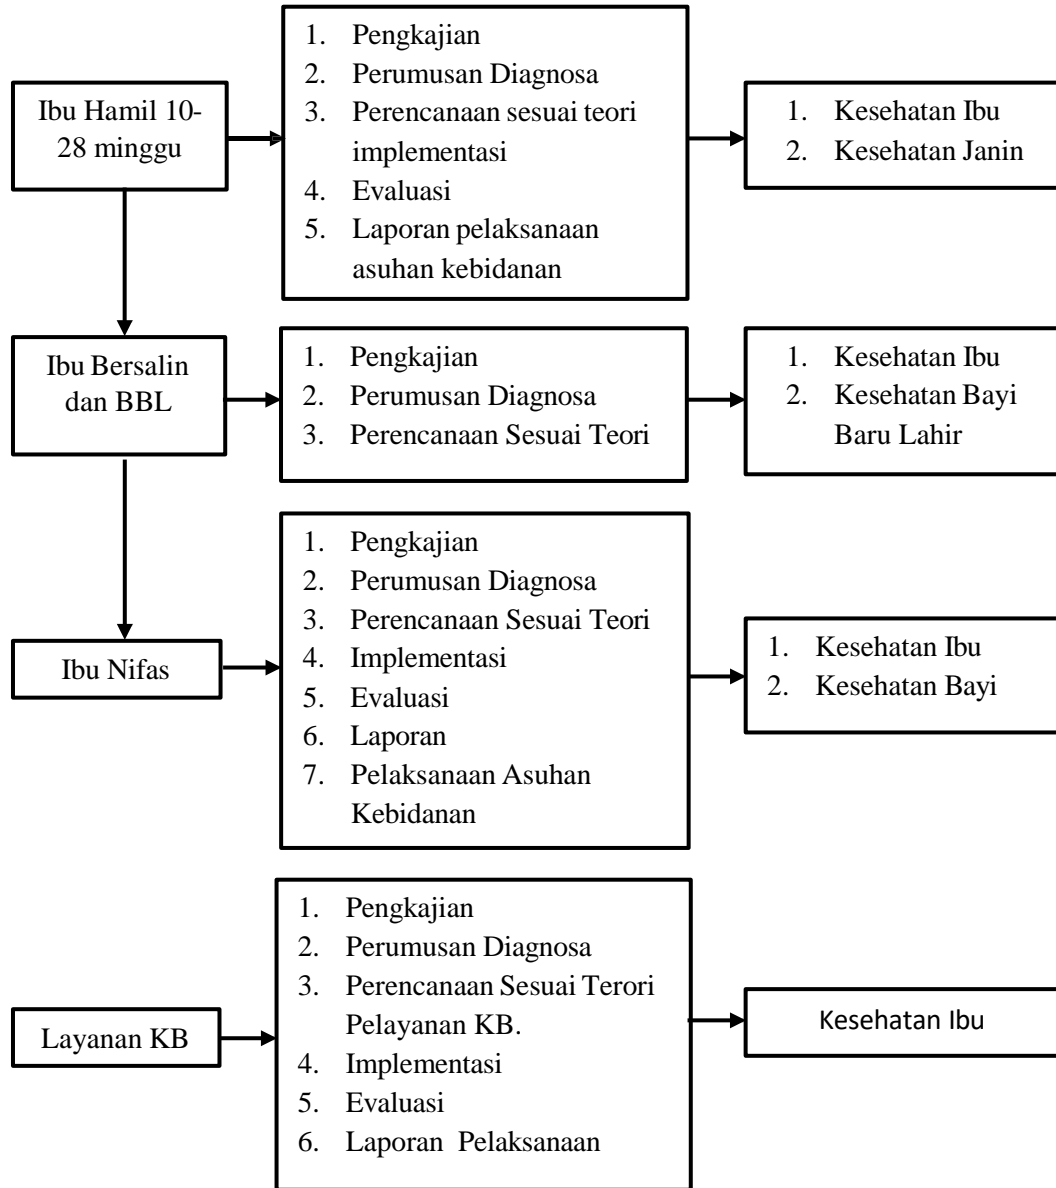 Ibu Hamil 10-
28 minggu
1. Pengkajian
2. Perumusan Diagnosa
3. Perencanaan sesuai teori
implementasi
4. Evaluasi
5. Laporan pelaksanaan
asuhan kebidanan
1. Kesehatan Ibu
2. Kesehatan Janin
Ibu Bersalin
dan BBL
1. Pengkajian
2. Perumusan Diagnosa
3. Perencanaan Sesuai Teori
1. Kesehatan Ibu
2. Kesehatan Bayi
Baru Lahir
Ibu Nifas
1. Pengkajian
2. Perumusan Diagnosa
3. Perencanaan Sesuai Teori
4. Implementasi
5. Evaluasi
6. Laporan
7. Pelaksanaan Asuhan
Kebidanan
1. Kesehatan Ibu
2. Kesehatan Bayi
Layanan KB
1. Pengkajian
2. Perumusan Diagnosa
3. Perencanaan Sesuai Terori
Pelayanan KB.
4. Implementasi
5. Evaluasi
6. Laporan Pelaksanaan
Kesehatan Ibu